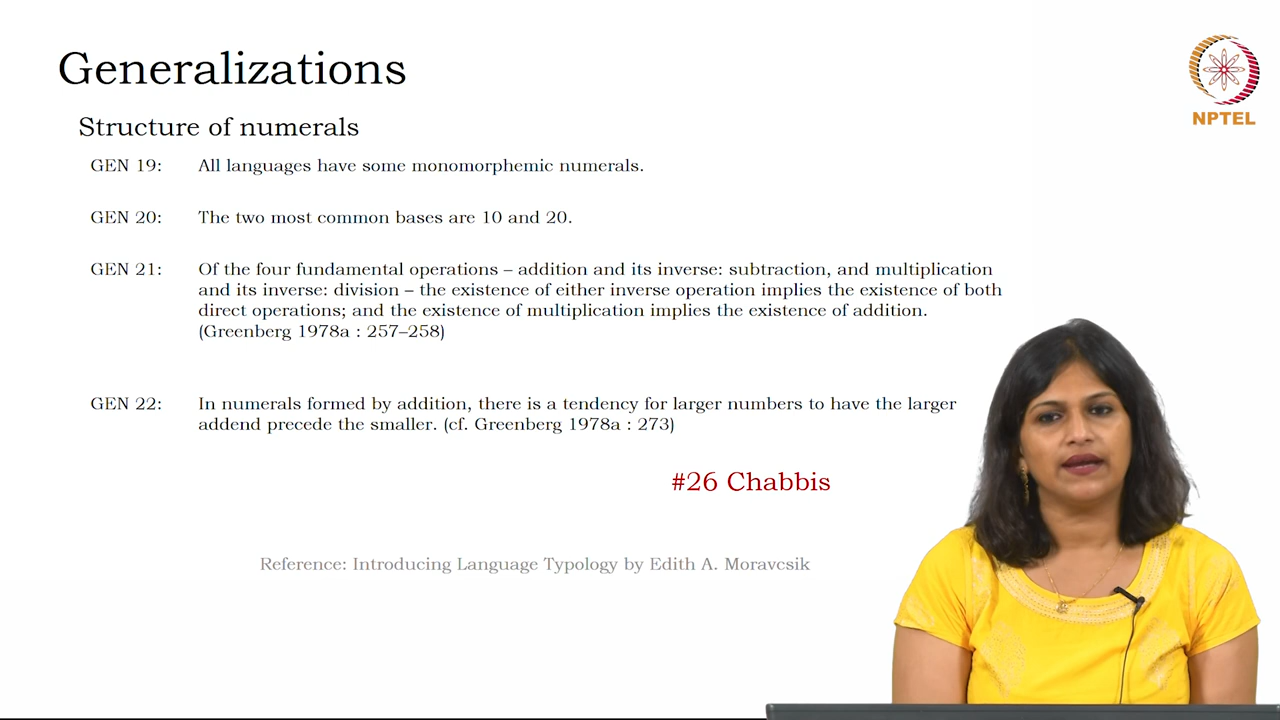 Generalizations
NPTEL
Structure of numerals
GEN 19: All languages have some monomorphemic numerals.
GEN 20: The two most common bases are 10 and 20.
GEN 21: Of the four fundamental operations – addition and its inverse: subtraction, and multiplication
and its inverse: division – the existence of either inverse operation implies the existence of both
direct operations; and the existence of multiplication implies the existence of addition.
(Greenberg 1978a : 257–258)
GEN 22: In numerals formed by addition, there is a tendency for larger numbers to have the larger
addend precede the smaller. (cf. Greenberg 1978a : 273)
#26 Chabbis
Reference: Introducing Language Typology by Edith A. Moravcsik